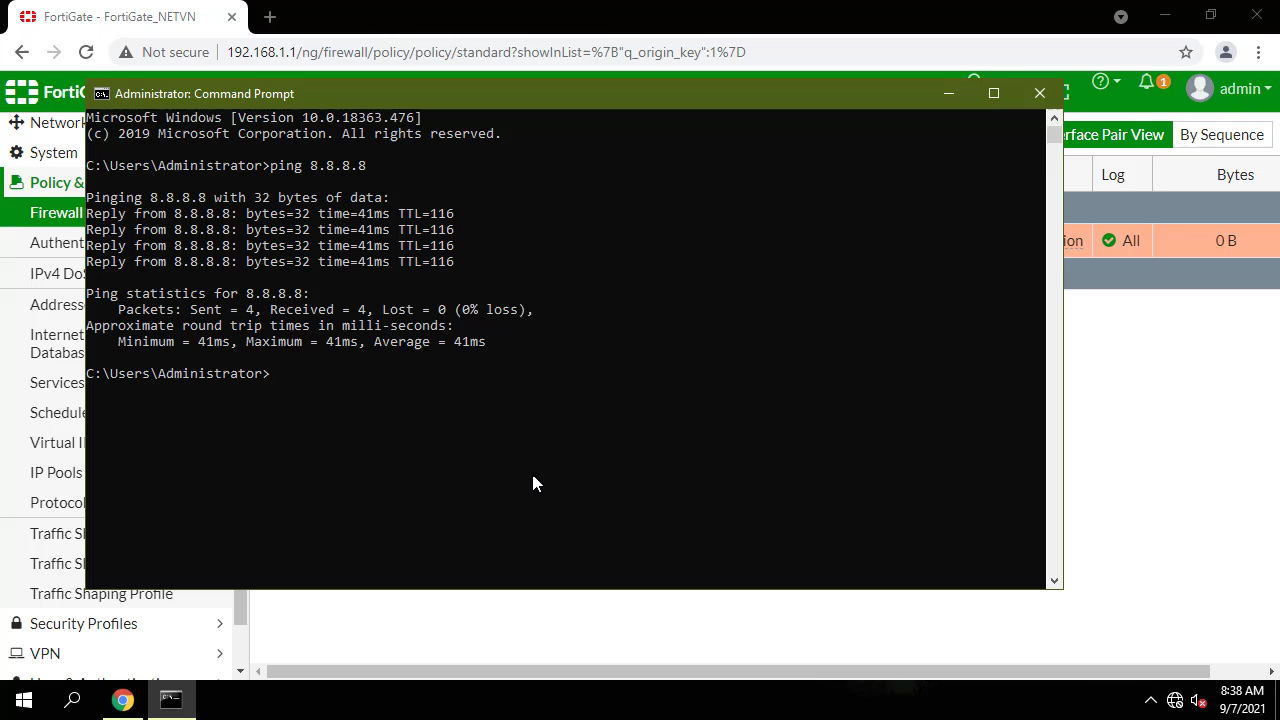 FortiGate - FortiGate_NETVN
Not secure
192.168.1.1/ng/firewall/policy/policy/standard?showInList=%7B"q_origin_key":1%7D
1
admin
Administrator: Command Prompt
Microsoft Windows [Version 10.0.18363.476]
(c) 2019 Microsoft Corporation. All rights reserved.
C:\Users\Administrator>ping 8.8.8.8
Pinging 8.8.8.8 with 32 bytes of data:
Reply from 8.8.8.8: bytes=32 time=41ms TTL=116
Reply from 8.8.8.8: bytes=32 time=41ms TTL=116
Reply from 8.8.8.8: bytes=32 time=41ms TTL=116
Reply from 8.8.8.8: bytes=32 time=41ms TTL=116
Ping statistics for 8.8.8.8:
Packets: Sent = 4, Received = 4, Lost = 0 (0% loss),
Approximate round trip times in milli-seconds:
Minimum = 41ms, Maximum = 41ms, Average = 41ms
C:\Users\Administrator>
System
Policy &
Firewall
IP Pools
Services
Traffic Shaping Profile
Security Profiles
VPN
Pair View
By Sequence
Log
Bytes
All
0 B
8:38 AM
9/7/2021